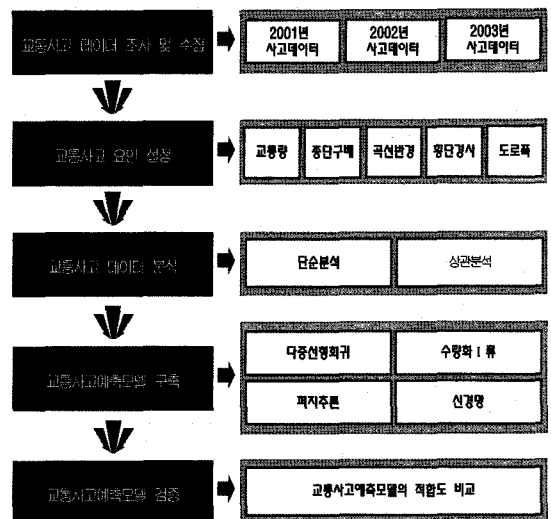 교통사고 데이터 조사 및 수집
2001년 2002년 2003년
사고데이터 사고데이터 사고데이터
교통사고 요인 설정
교통량 종단구배 곡선반경 횡단경사 도로폭
교통사고 데이터 분석
단순분석 상관분석
교통사고예측모델 구축
다중선형회귀 수량화 I 류
퍼지추론 신경망
교통사고예측모델 검증
교통사고예측모델의 적합도 비교